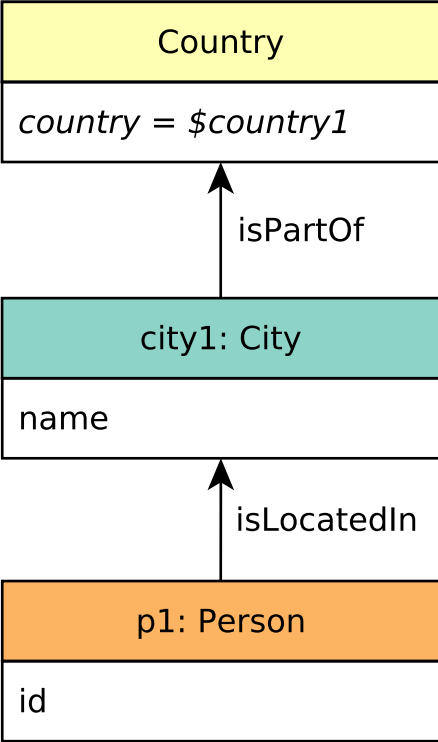 Country
country = $country1
isPartOf
city1: City
name
isLocatedIn
p1: Person
id